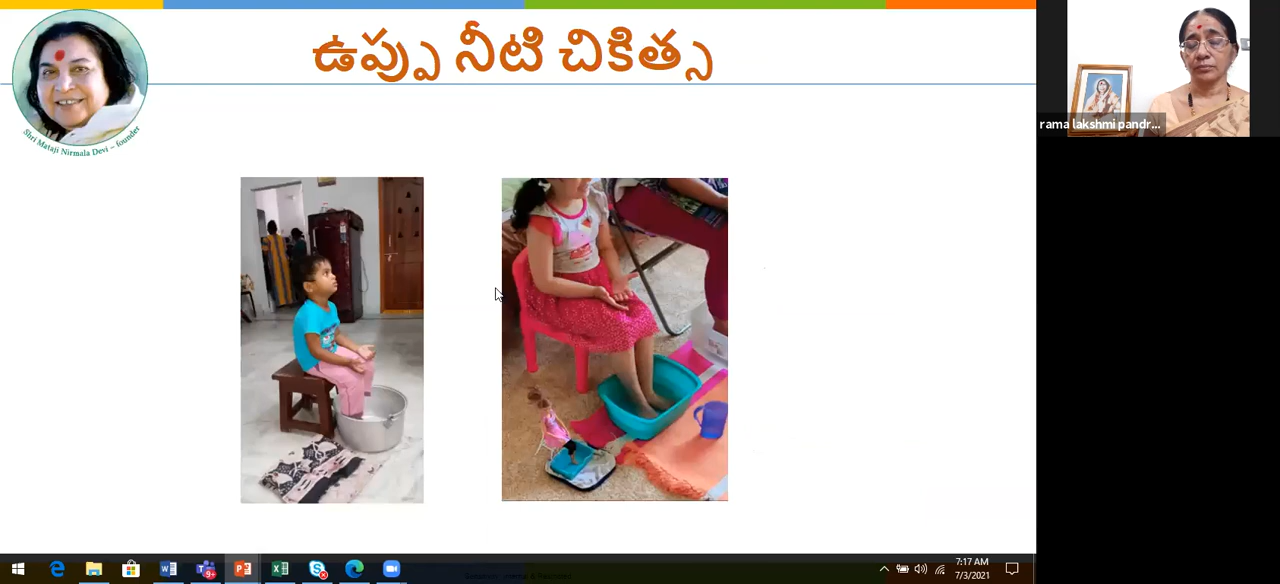 ఉప్పు నీటి చికిత్స
Shri Mataji Nirmala Devi – founder
rama lakshmi pandr...
7:17 AM
7/3/2021